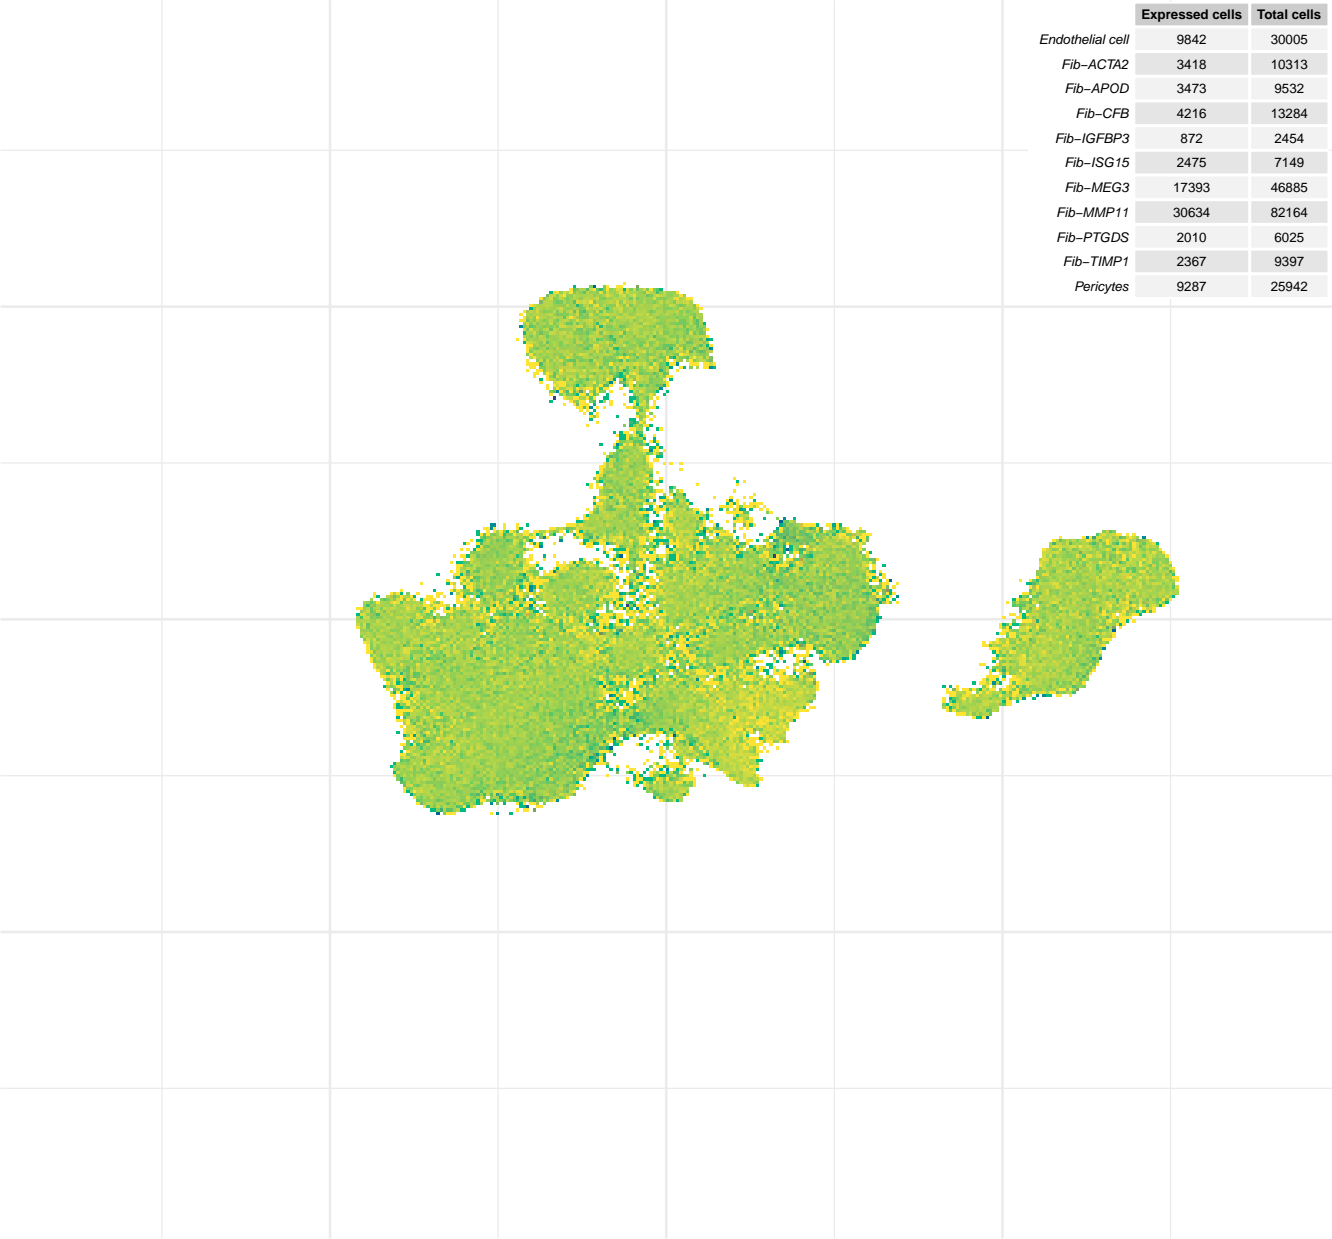 Expressed cells Total cells
Endothelial cell 9842 30005
Fib−ACTA2 3418 10313
Fib−APOD 3473 9532
Fib−CFB 4216 13284
Fib−IGFBP3 872 2454
Fib−ISG15 2475 7149
Fib−MEG3 17393 46885
Fib−MMP11 30634 82164
Fib−PTGDS 2010 6025
Fib−TIMP1 2367 9397
Pericytes 9287 25942